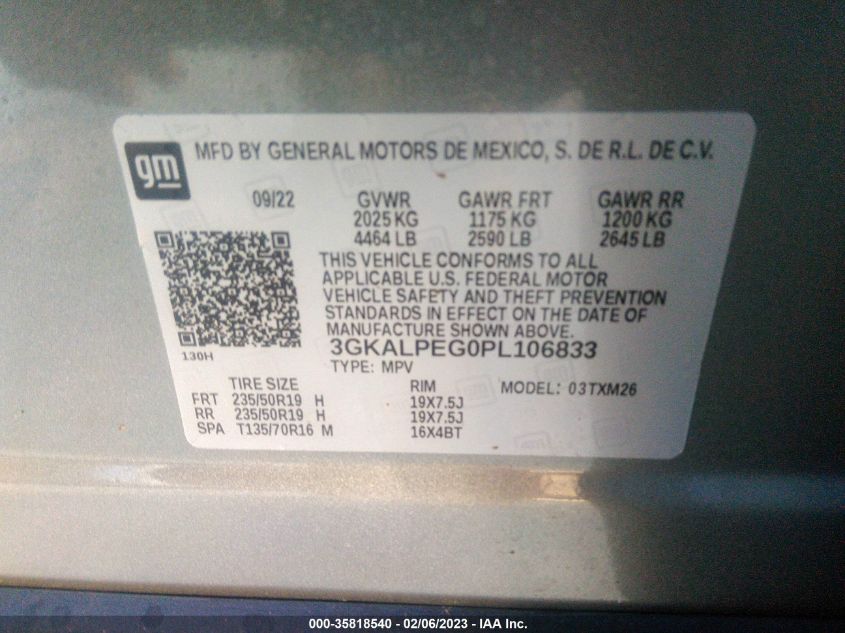 gm
MFD BY GENERAL MOTORS DE MEXICO, S. DE R.L. DE C.V.
09/22 GVWR GAWR FRT GAWR RR
2025 KG 1175 KG 1200 KG
4464 LB 2590 LB 2645 LB
THIS VEHICLE CONFORMS TO ALL
APPLICABLE U.S. FEDERAL MOTOR
VEHICLE SAFETY AND THEFT PREVENTION
STANDARDS IN EFFECT ON THE DATE OF
MANUFACTURE SHOWN ABOVE.
130H
3GKALPEG0PL106833
TYPE: MPV
TIRE SIZE RIM MODEL: 03TXM26
FRT 235/50R19 H 19X7.5J
RR 235/50R19 H 19X7.5J
SPA T135/70R16 M 16X4BT
000-35818540 — 02/06/2023 — IAA Inc.